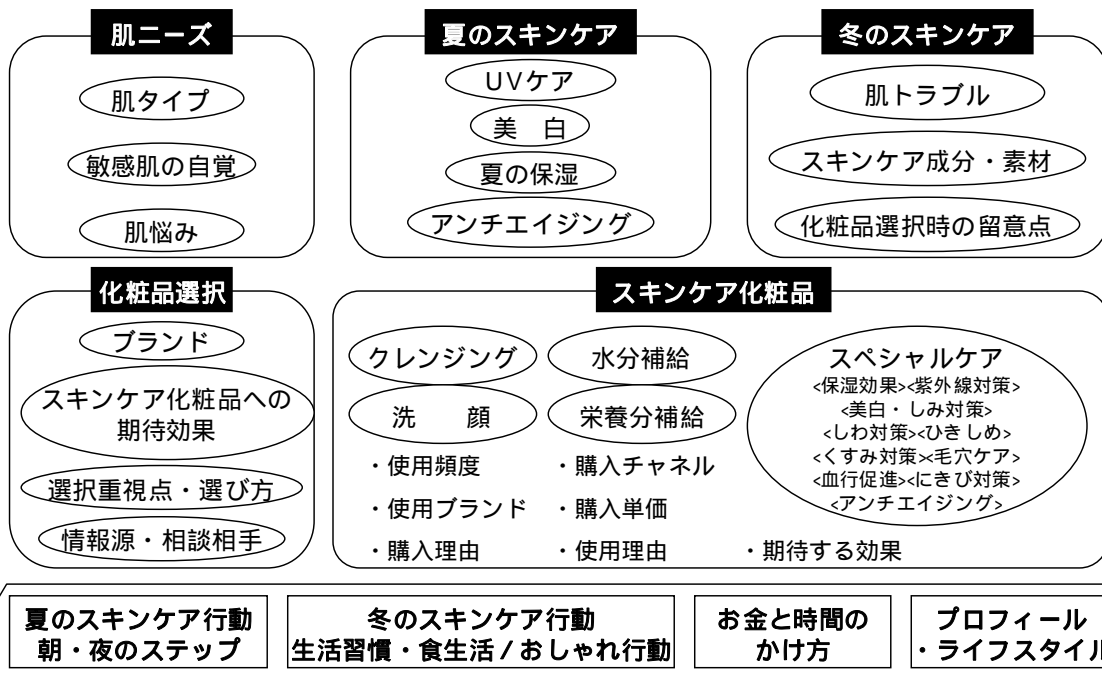 肌ニーズ
肌タイプ
敏感肌の自覚
肌悩み
夏のスキンケア
UVケア
美　白
夏の保湿
アンチエイジング
冬のスキンケア
肌トラブル
スキンケア成分・素材
化粧品選択時の留意点
化粧品選択
ブランド
スキンケア化粧品への
期待効果
選択重視点・選び方
情報源・相談相手
スキンケア化粧品
クレンジング
水分補給
洗　顔
栄養分補給
スペシャルケア
<保湿効果><紫外線対策>
<美白・しみ対策>
<しわ対策><ひきしめ>
<くすみ対策><毛穴ケア>
<血行促進><にきび対策>
<アンチエイジング>
・使用頻度
・購入チャネル
・使用ブランド
・購入単価
・購入理由
・使用理由
・期待する効果
夏のスキンケア行動
朝・夜のステップ
冬のスキンケア行動
生活習慣・食生活/おしゃれ行動
お金と時間の
かけ方
プロフィール
・ライフスタイル